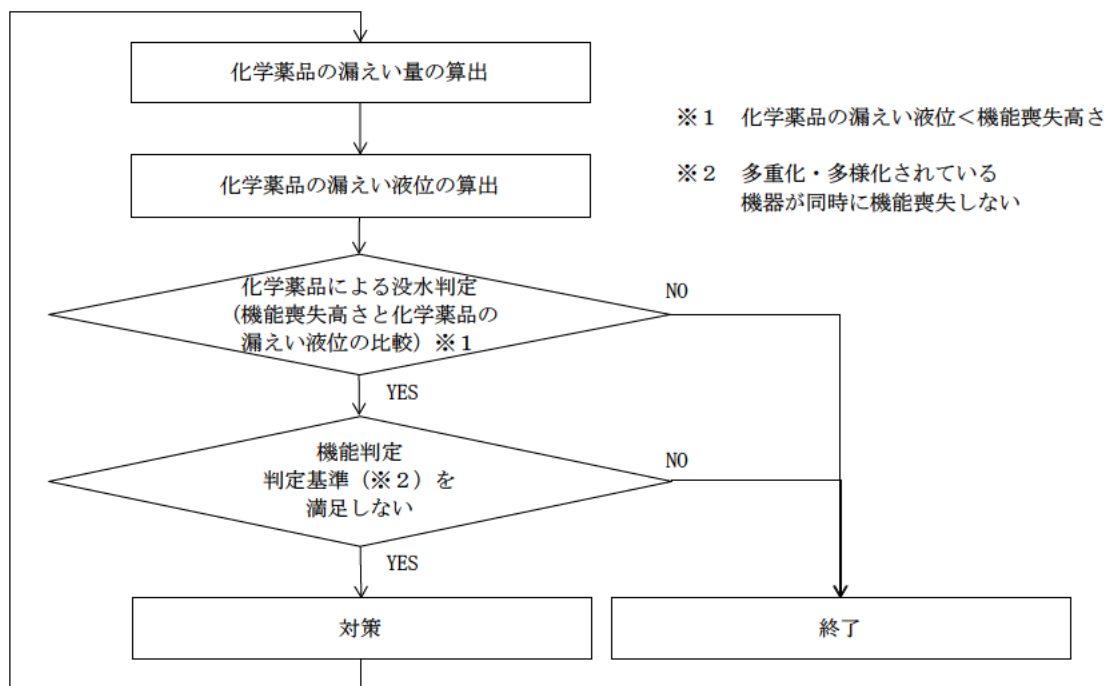 化学薬品の漏えい量の算出
※1 化学薬品の漏えい液位<機能喪失高さ
化学薬品の漏えい液位の算出
※2 多重化・多様化されている
機器が同時に機能喪失しない
化学薬品による没水判定
(機能喪失高さと化学薬品の
漏えい液位の比較)※1
NO
YES
機能判定
判定基準(※2)を
満足しない
NO
YES
対策
終了